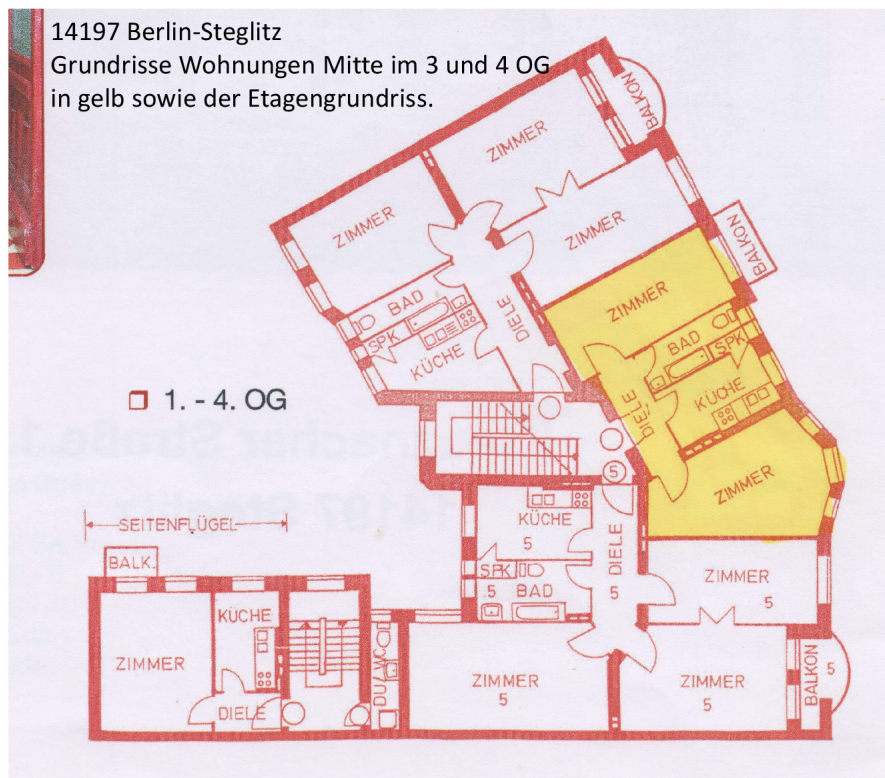 14197 Berlin-Steglitz
Grundrisse Wohnungen Mitte im 3 und 4 OG
in gelb sowie der Etagengrundriss.
BALKON
ZIMMER
ZIMMER
ZIMMER
BALKON
ZIMMER
BAD
SPK
KÜCHE
DIELE
BAD
SPK
KÜCHE
DIELE
ZIMMER
1. - 4. OG
5
SEITENFLÜGEL
BALK.
KÜCHE
5
DIELE
5
SPK
5
BAD
ZIMMER
5
KÜCHE
ZIMMER
DIELE
DU/WC
ZIMMER
5
ZIMMER
5
BALKON
5
14197 Steglitz